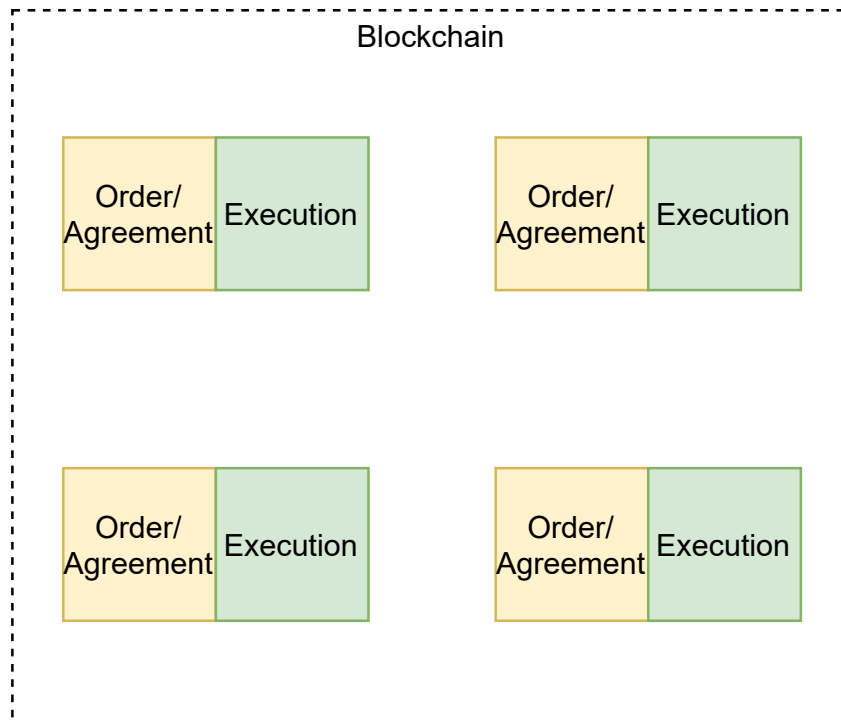 Blockchain
Order/
Agreement
Execution
Order/
Agreement
Execution
Order/
Agreement
Execution
Order/
Agreement
Execution